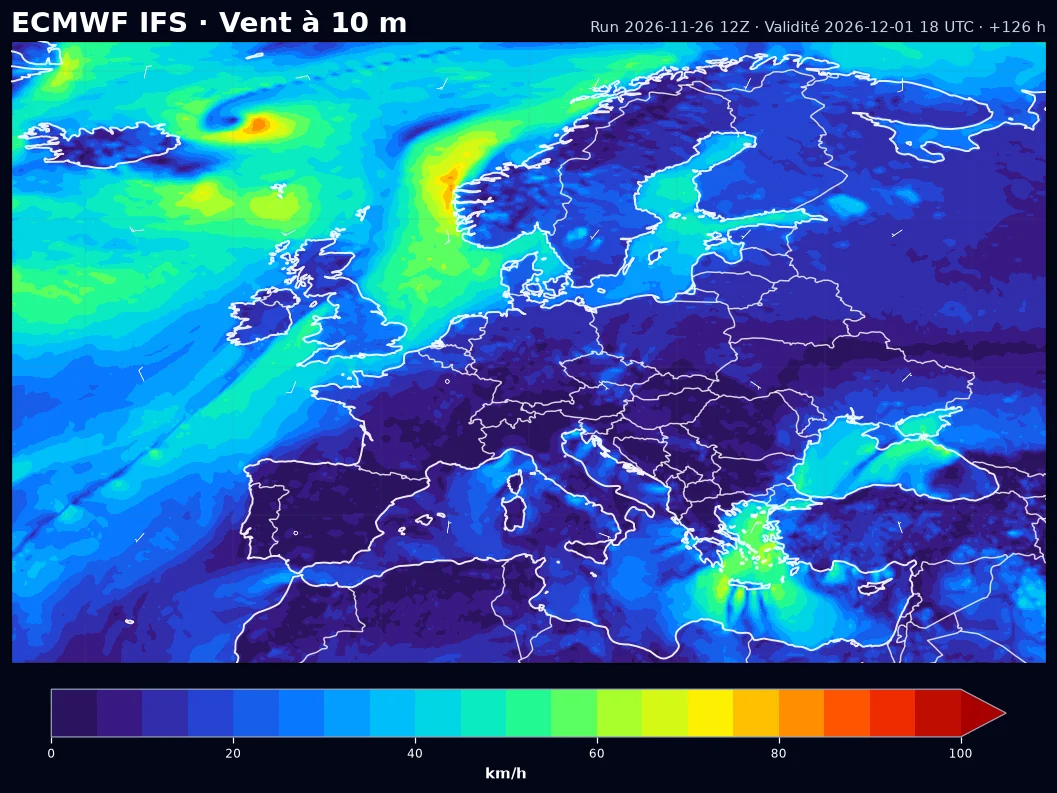 ECMWF IFS · Vent à 10 m
Run 2026-11-26 12Z · Validité 2026-12-01 18 UTC · +126 h
0 20 40 60 80 100
km/h